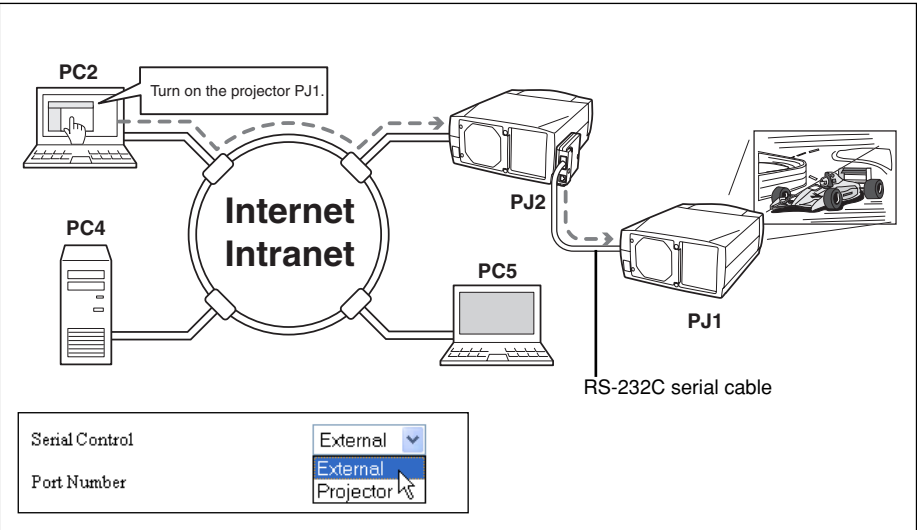 PC2
Turn on the projector PJ1.
Internet
Intranet
PJ2
PC4
PC5
PJ1
RS-232C serial cable
Serial Control
External
External
Projector
Port Number